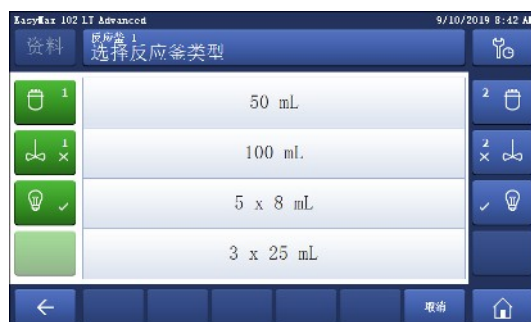 EasyMax 102 LT Advanced
9/10/2019 8:42 AM
资料
反应釜 1
选择反应釜类型
1
50 mL
2
1
100 mL
2
5 x 8 mL
3 x 25 mL
取消